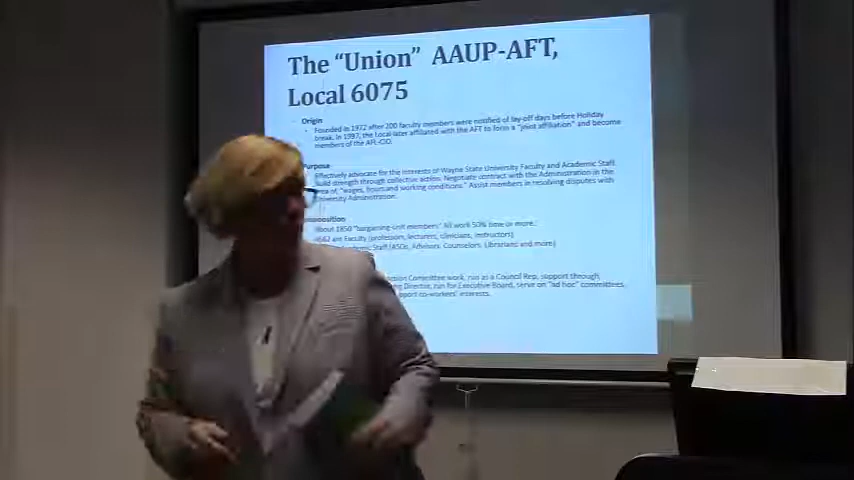 The “Union” AAUP-AFT,
Local 6075
Origin
• Founded in 1972 after 200 faculty members were notified of lay-off days before Holiday
break. In 1997, the Local later affiliated with the AFT to form a “joint affiliation” and become
members of the AFL-CIO.
urpose
Effectively advocate for the interests of Wayne State University Faculty and Academic Staff
build strength through collective action. Negotiate contract with the Administration in the
area of “wages, hours and working conditions.” Assist members in resolving disputes with
University Administration.
mposition
About 1850 “bargaining-unit members” All work 50% time or more.
are Faculty (professors, lecturers, clinicians, instructors)
Staff (ASOs, Advisors, Counselors, Librarians and more)
Committee work, run as a Council Rep, support through
Director, run for Executive Board, serve on “ad hoc” committees,
port co-workers' interests.